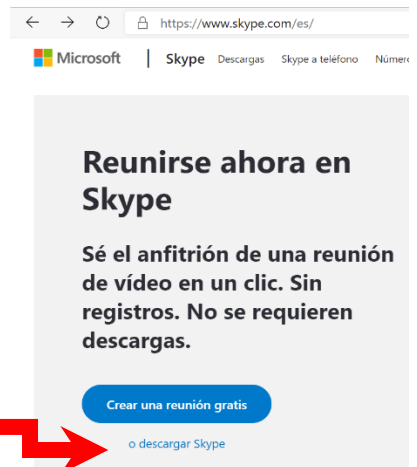 https://www.skype.com/es/
Microsoft | Skype Descargas Skype a teléfono Número
Reunirse ahora en
Skype
Sé el anfitrión de una reunión
de vídeo en un clic. Sin
registros. No se requieren
descargas.
Crear una reunión gratis
o descargar Skype